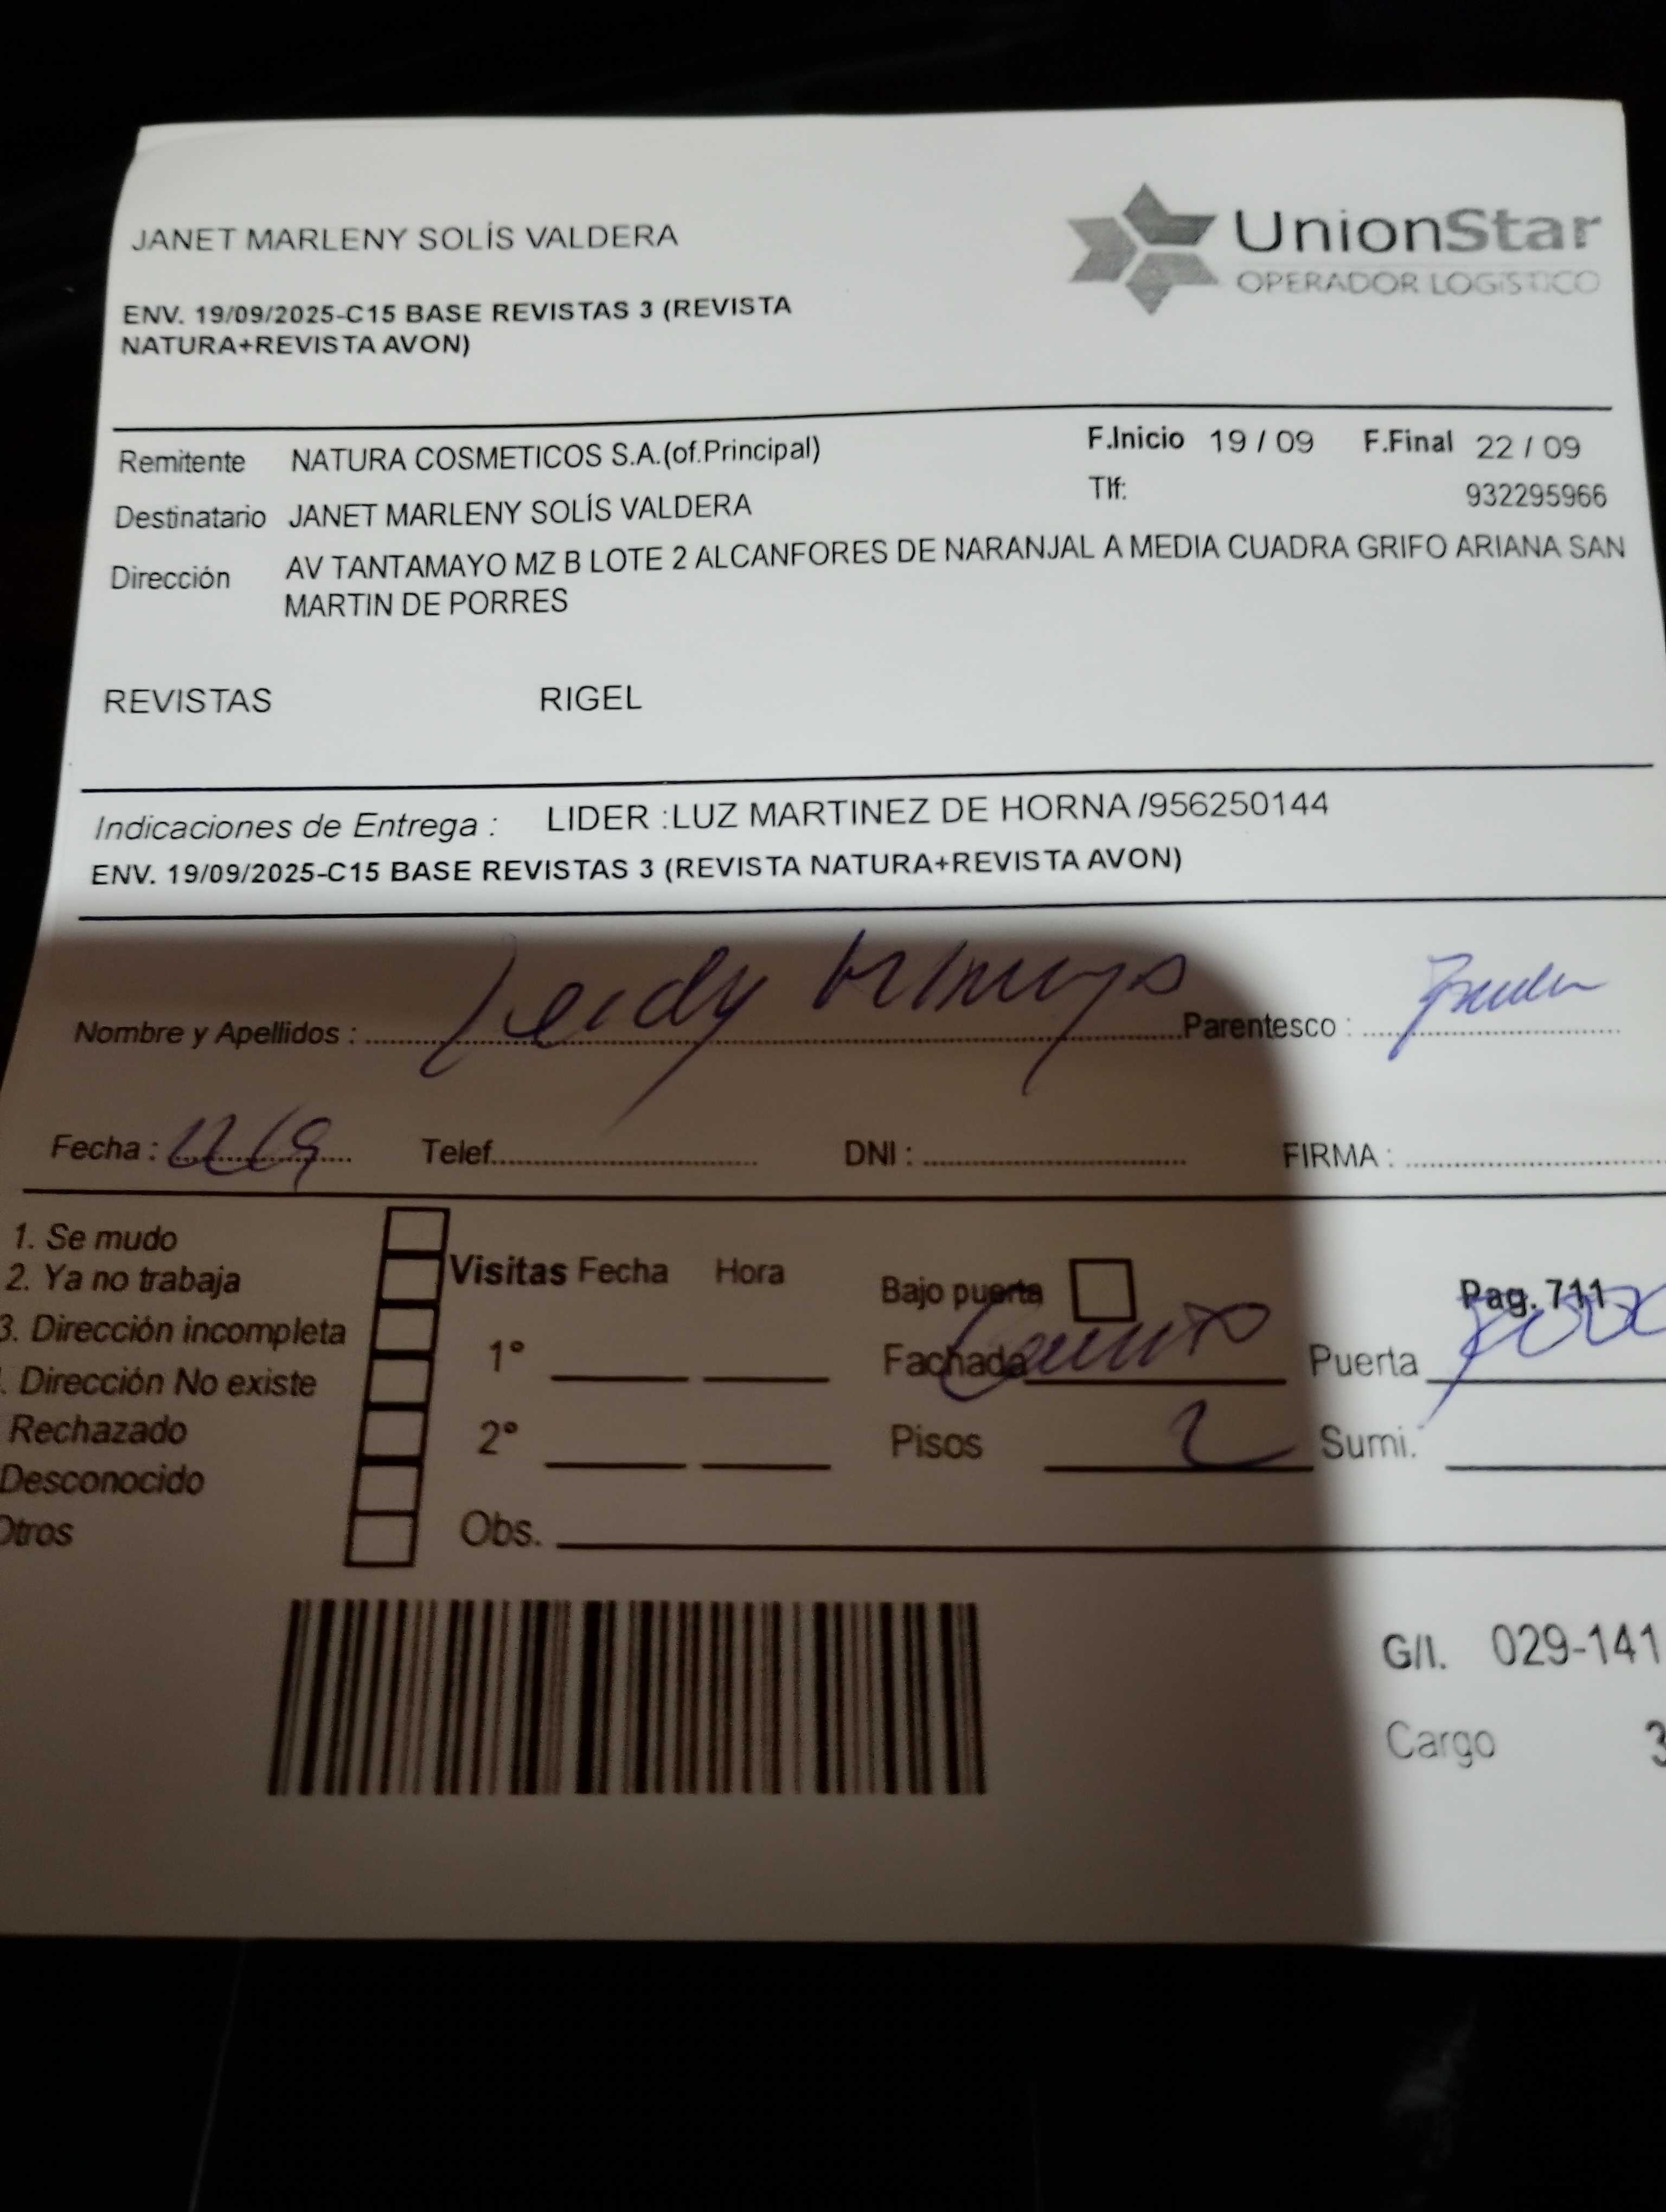 JANET MARLENY SOLÍS VALDERA
UnionStar
OPERADOR LOGÍSTICO
ENV. 19/09/2025-C15 BASE REVISTAS 3 (REVISTA
NATURA+REVISTA AVON)
Remitente NATURA COSMETICOS S.A.(of.Principal) F.Inicio 19 / 09 F.Final 22 / 09
Destinatario JANET MARLENY SOLÍS VALDERA Tlf: 932295966
Dirección AV TANTAMAYO MZ B LOTE 2 ALCANFORES DE NARANJAL A MEDIA CUADRA GRIFO ARIANA SAN
MARTIN DE PORRES
REVISTAS RIGEL
Indicaciones de Entrega : LIDER :LUZ MARTINEZ DE HORNA /956250144
ENV. 19/09/2025-C15 BASE REVISTAS 3 (REVISTA NATURA+REVISTA AVON)
Nombre y Apellidos : Leidy Parentesco :
Fecha : Telef. DNI : FIRMA :
1. Se mudo
2. Ya no trabaja
3. Dirección incompleta
. Dirección No existe
Rechazado
Desconocido
Otros
Visitas Fecha Hora
1°
2°
Obs.
Bajo puerta Pag. 711
Fachada Puerta
Pisos 2 Sumi.
G/I. 029-141
Cargo 3